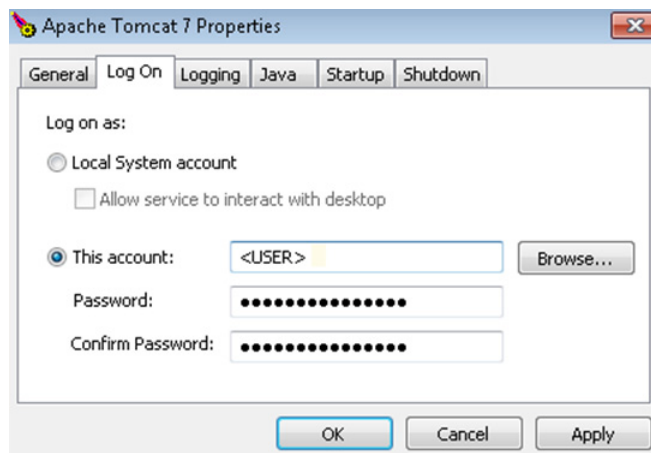 Apache Tomcat 7 Properties
General Log On Logging Java Startup Shutdown
Log on as:
Local System account
Allow service to interact with desktop
This account: <USER> Browse...
Password: ●●●●●●●●●●●●●●●
Confirm Password: ●●●●●●●●●●●●●●●
OK Cancel Apply